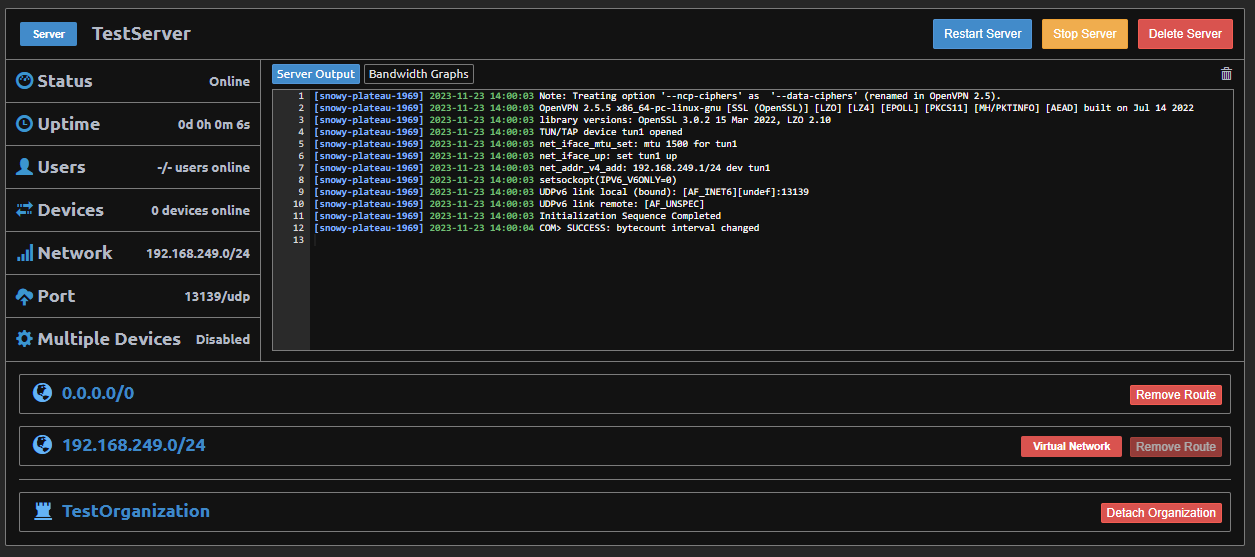 Server TestServer Restart Server Stop Server Delete Server
Status Online
Uptime 0d 0h 0m 6s
Users -/- users online
Devices 0 devices online
Network 192.168.249.0/24
Port 13139/udp
Multiple Devices Disabled
Server Output Bandwidth Graphs
1 [snowy-plateau-1969] 2023-11-23 14:00:03 Note: Treating option '--ncp-ciphers' as  '--data-ciphers' (renamed in OpenVPN 2.5).
2 [snowy-plateau-1969] 2023-11-23 14:00:03 OpenVPN 2.5.5 x86_64-pc-linux-gnu [SSL (OpenSSL)] [LZO] [LZ4] [EPOLL] [PKCS11] [MH/PKTINFO] [AEAD] built on Jul 14 2022
3 [snowy-plateau-1969] 2023-11-23 14:00:03 library versions: OpenSSL 3.0.2 15 Mar 2022, LZO 2.10
4 [snowy-plateau-1969] 2023-11-23 14:00:03 TUN/TAP device tun1 opened
5 [snowy-plateau-1969] 2023-11-23 14:00:03 net_iface_mtu_set: mtu 1500 for tun1
6 [snowy-plateau-1969] 2023-11-23 14:00:03 net_iface_up: set tun1 up
7 [snowy-plateau-1969] 2023-11-23 14:00:03 net_addr_v4_add: 192.168.249.1/24 dev tun1
8 [snowy-plateau-1969] 2023-11-23 14:00:03 setsockopt(IPV6_V6ONLY=0)
9 [snowy-plateau-1969] 2023-11-23 14:00:03 UDPv6 link local (bound): [AF_INET6][undef]:13139
10 [snowy-plateau-1969] 2023-11-23 14:00:03 UDPv6 link remote: [AF_UNSPEC]
11 [snowy-plateau-1969] 2023-11-23 14:00:03 Initialization Sequence Completed
12 [snowy-plateau-1969] 2023-11-23 14:00:04 COM> SUCCESS: bytecount interval changed
13
0.0.0.0/0 Remove Route
192.168.249.0/24 Virtual Network Remove Route
TestOrganization Detach Organization